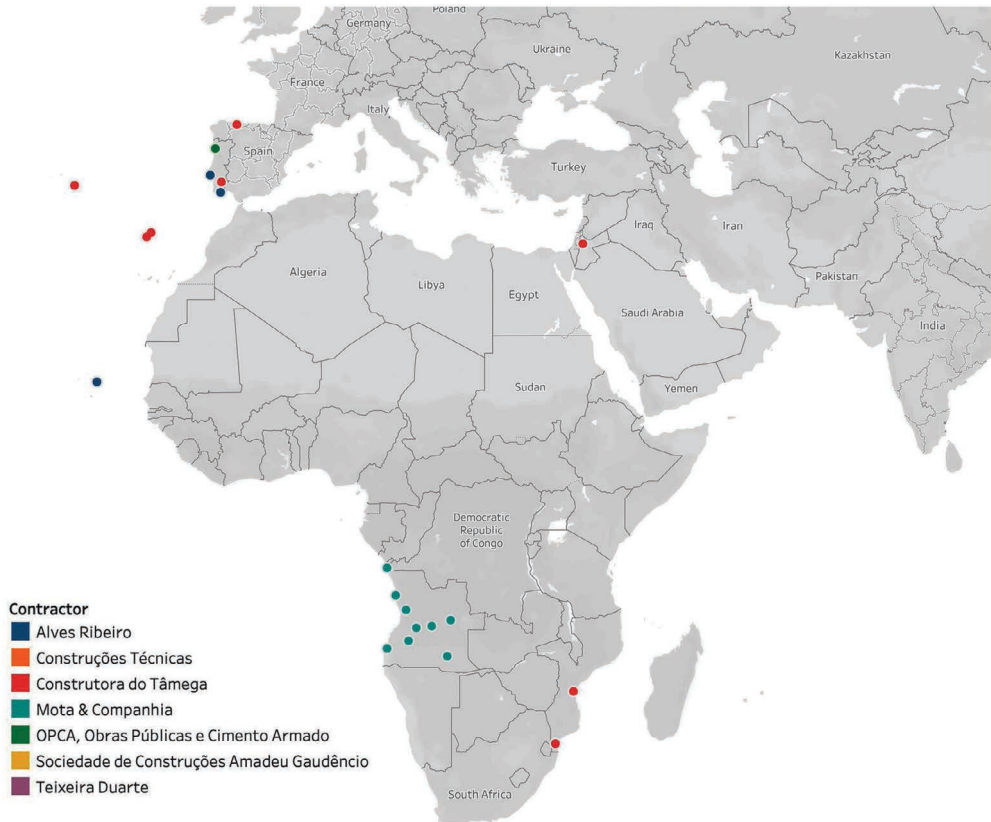 Poland
Germany
Ukraine
Kazakhstan
France
Italy
Spain
Turkey
Iraq
Iran
Algeria
Libya
Egypt
Pakistan
Saudi Arabia
India
Sudan
Yemen
Democratic
Republic
of Congo
South Africa
Contractor
Alves Ribeiro
Construções Técnicas
Construtora do Tâmega
Mota & Companhia
OPCA, Obras Públicas e Cimento Armado
Sociedade de Construções Amadeu Gaudêncio
Teixeira Duarte